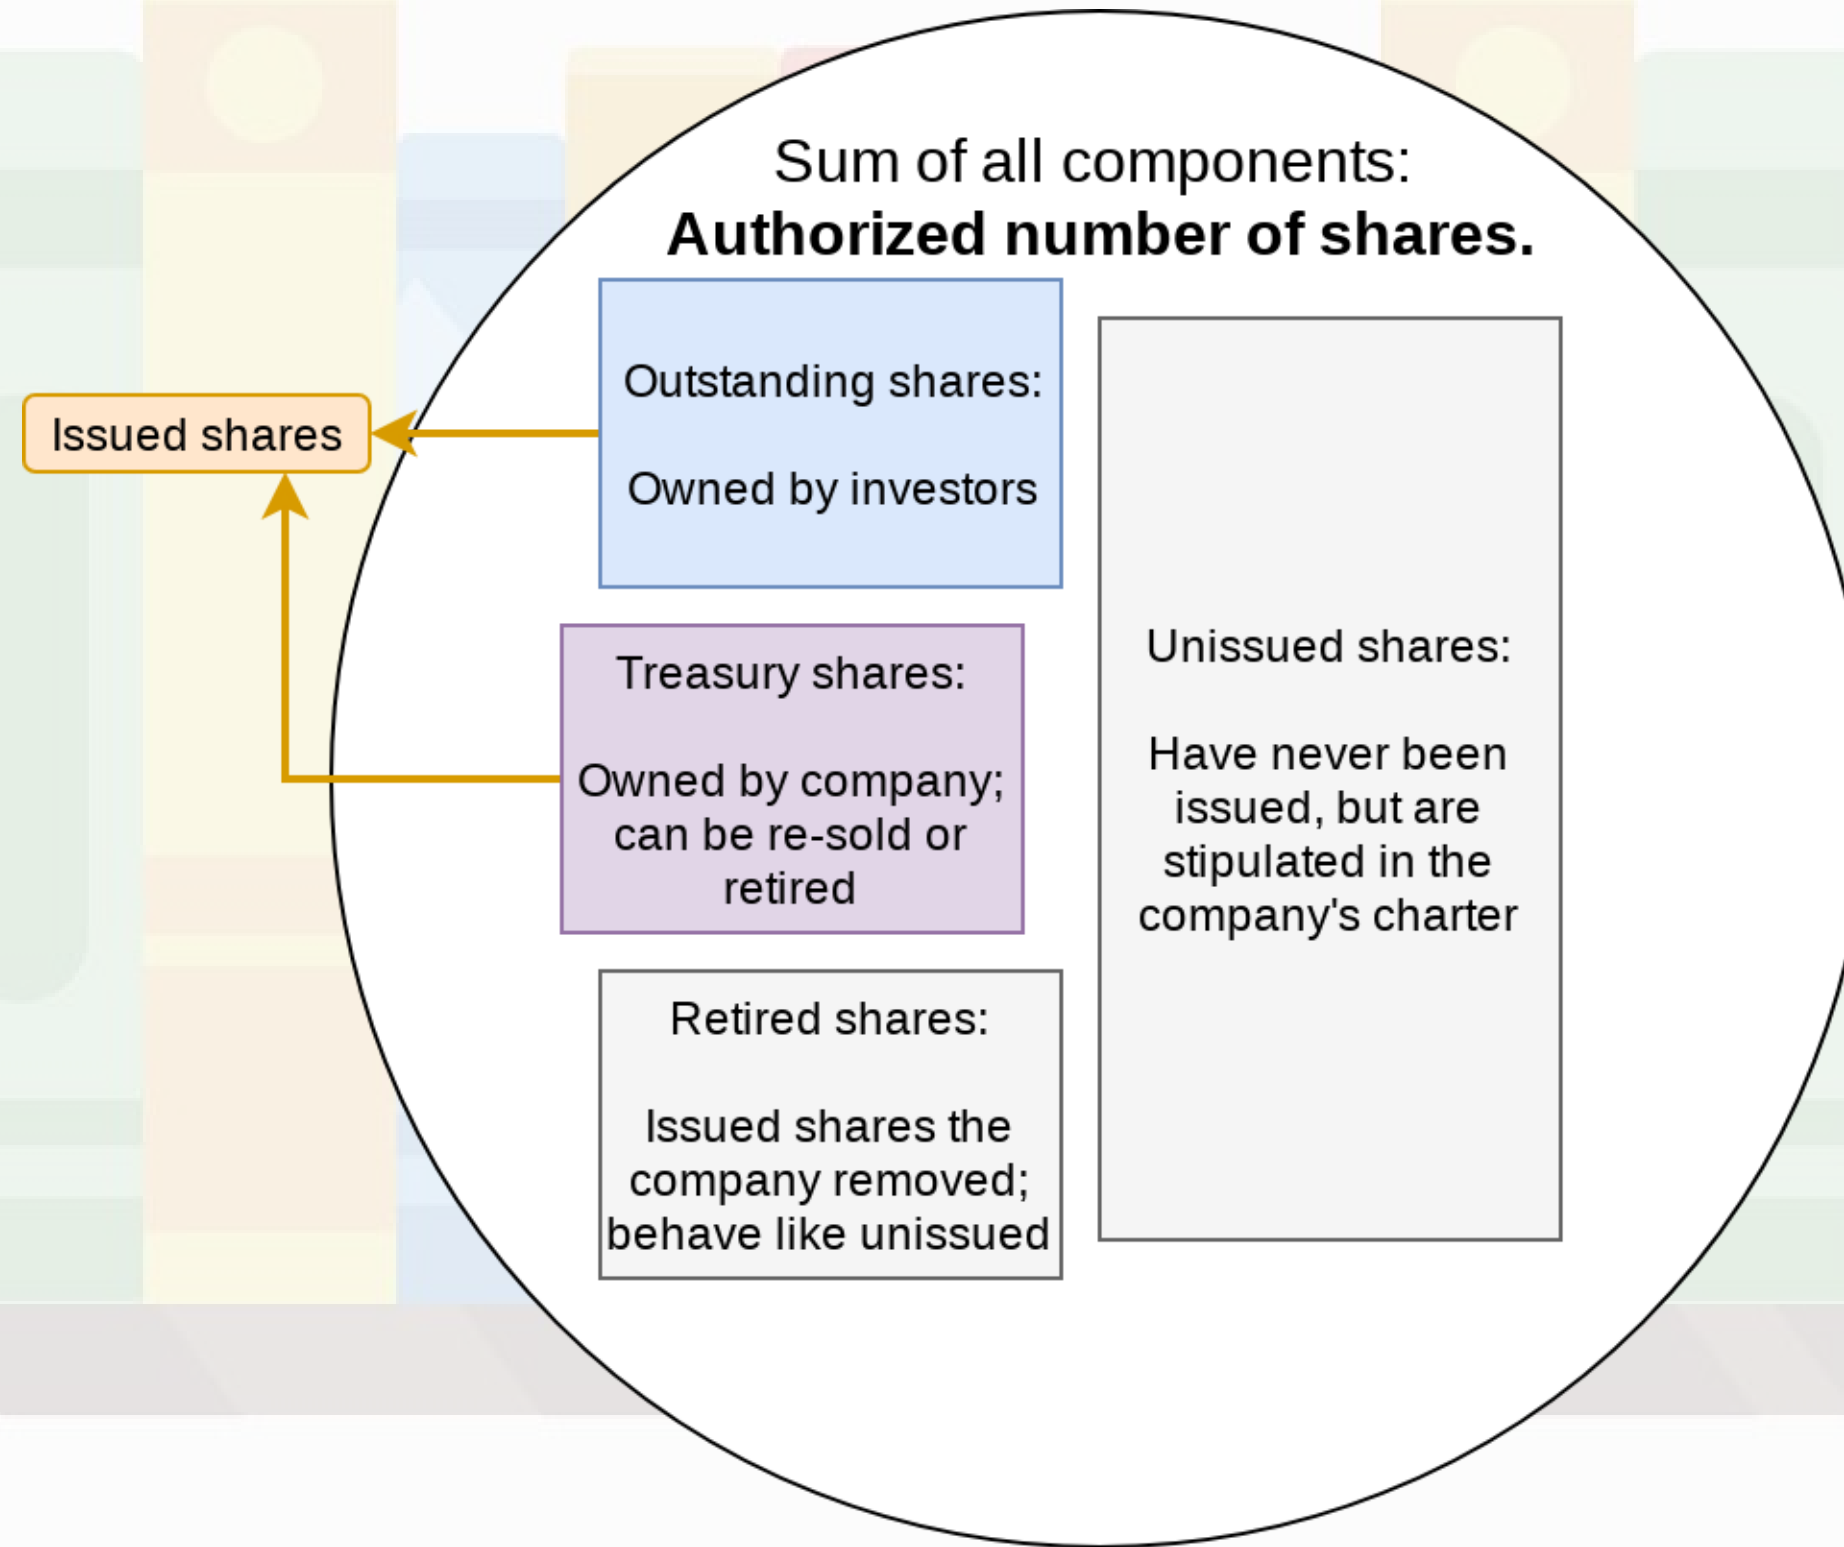 Sum of all components:
Authorized number of shares.
Issued shares
Outstanding shares:
Owned by investors
Treasury shares:
Owned by company;
can be re-sold or
retired
Retired shares:
Issued shares the
company removed;
behave like unissued
Unissued shares:
Have never been
issued, but are
stipulated in the
company's charter